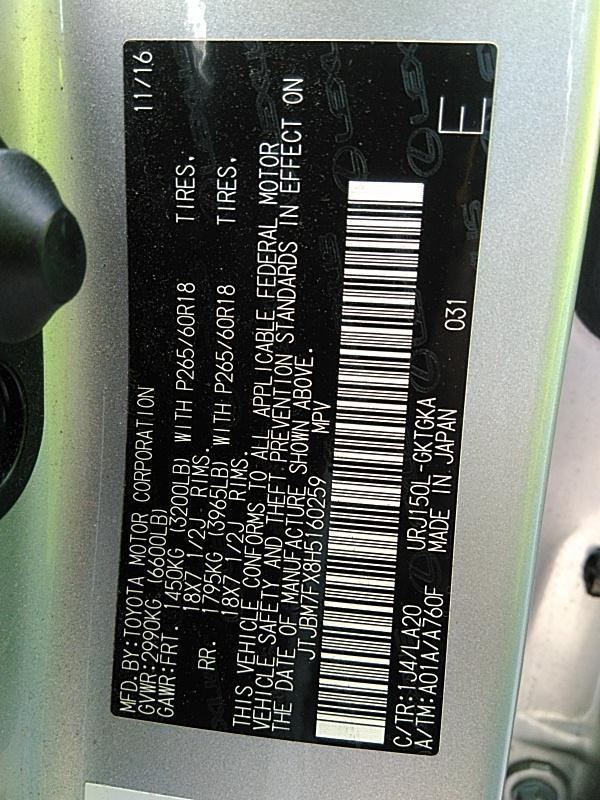 MFD. BY: TOYOTA MOTOR CORPORATION 11/16
GVWR: 2990KG (6600LB)
GAWR: FRT. 1450KG (3200LB) WITH P265/60R18 TIRES,
18X7 1/2J RIMS.
RR. 1795KG (3965LB) WITH P265/60R18 TIRES,
18X7 1/2J RIMS.
THIS VEHICLE CONFORMS TO ALL APPLICABLE FEDERAL MOTOR
VEHICLE SAFETY AND THEFT PREVENTION STANDARDS IN EFFECT ON
THE DATE OF MANUFACTURE SHOWN ABOVE.
JTJBM7FX8H5160259 MPV
C/TR: 1J4/LA20 URJ150L-GKTGKA 031 E
A/TM: A01A/A760F MADE IN JAPAN